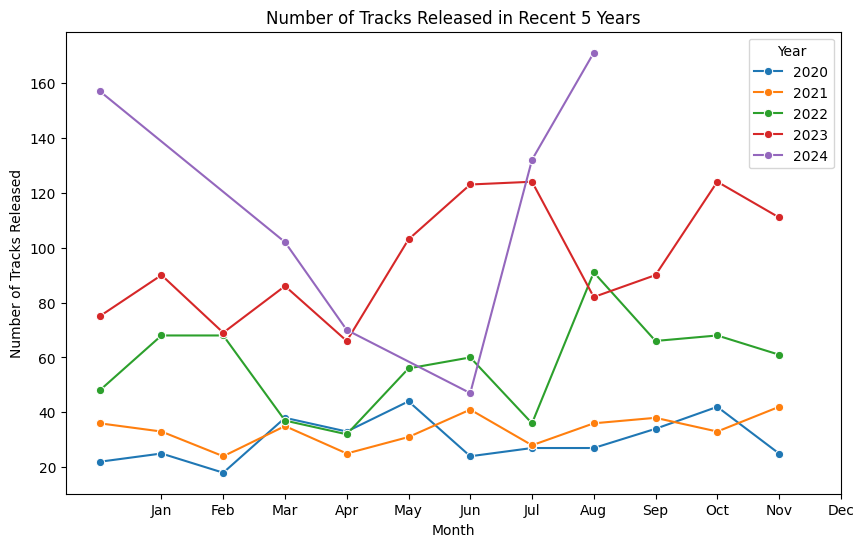 Number of Tracks Released in Recent 5 Years
Year
2020
2021
2022
2023
2024
Number of Tracks Released
160
140
120
100
80
60
40
20
Jan Feb Mar Apr May Jun Jul Aug Sep Oct Nov Dec
Month